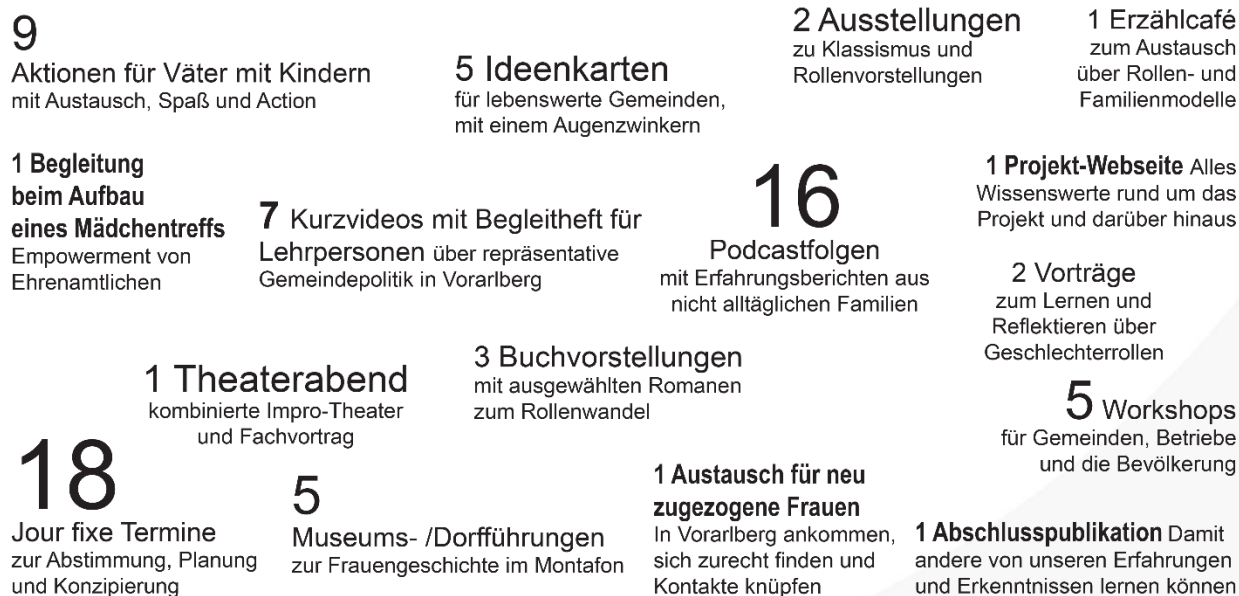 9
Aktionen für Väter mit Kindern
mit Austausch, Spaß und Action
5 Ideenkarten
für lebenswerte Gemeinden,
mit einem Augenzwinkern
2 Ausstellungen
zu Klassismus und
Rollenvorstellungen
1 Erzählcafé
zum Austausch
über Rollen- und
Familienmodelle
1 Begleitung
beim Aufbau
eines Mädchentreffs
Empowerment von
Ehrenamtlichen
7 Kurzvideos mit Begleitheft für
Lehrpersonen über repräsentative
Gemeindepolitik in Vorarlberg
16
Podcastfolgen
mit Erfahrungsberichten aus
nicht alltäglichen Familien
1 Projekt-Webseite Alles
Wissenswerte rund um das
Projekt und darüber hinaus
2 Vorträge
zum Lernen und
Reflektieren über
Geschlechterrollen
1 Theaterabend
kombinierte Impro-Theater
und Fachvortrag
3 Buchvorstellungen
mit ausgewählten Romanen
zum Rollenwandel
5 Workshops
für Gemeinden, Betriebe
und die Bevölkerung
18
Jour fixe Termine
zur Abstimmung, Planung
und Konzipierung
5
Museums- /Dorfführungen
zur Frauengeschichte im Montafon
1 Austausch für neu
zugezogene Frauen
In Vorarlberg ankommen,
sich zurecht finden und
Kontakte knüpfen
1 Abschlusspublikation Damit
andere von unseren Erfahrungen
und Erkenntnissen lernen können